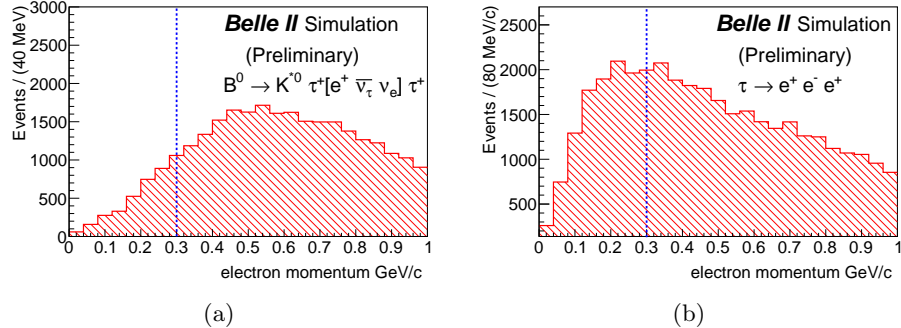 Belle II Simulation
(Preliminary)
B⁰ → K*⁰ τ⁺[e⁺ ν̅_τ ν_e] τ⁺
Events / (40 MeV)
3000
2500
2000
1500
1000
500
0
0 0.1 0.2 0.3 0.4 0.5 0.6 0.7 0.8 0.9 1
electron momentum GeV/c
(a)
Belle II Simulation
(Preliminary)
τ → e⁺ e⁻ e⁺
Events / (80 MeV/c)
2500
2000
1500
1000
500
0 0.1 0.2 0.3 0.4 0.5 0.6 0.7 0.8 0.9 1
electron momentum GeV/c
(b)